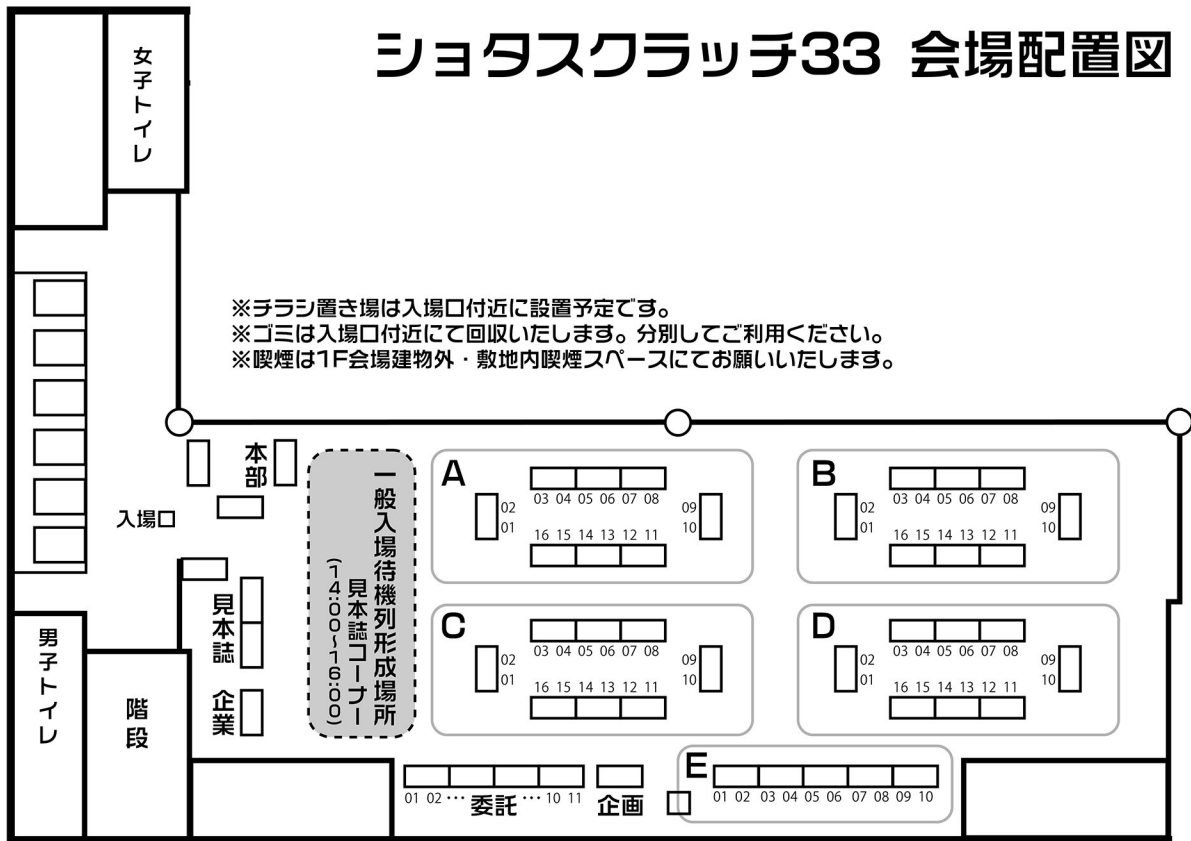 ショタスクラッチ33 会場配置図
女子トイレ
※チラシ置き場は入場口付近に設置予定です。
※ゴミは入場口付近にて回収いたします。分別してご利用ください。
※喫煙は1F会場建物外・敷地内喫煙スペースにてお願いいたします。
本部
入場口
見本誌
企業
男子トイレ
階段
一般入場待機列形成場所
見本誌コーナー
(14:00~16:00)
A
03 04 05 06 07 08
02
01
09
10
16 15 14 13 12 11
B
03 04 05 06 07 08
02
01
09
10
16 15 14 13 12 11
C
03 04 05 06 07 08
02
01
09
10
16 15 14 13 12 11
D
03 04 05 06 07 08
02
01
09
10
16 15 14 13 12 11
01 02 … 委託 … 10 11
企画
E
01 02 03 04 05 06 07 08 09 10